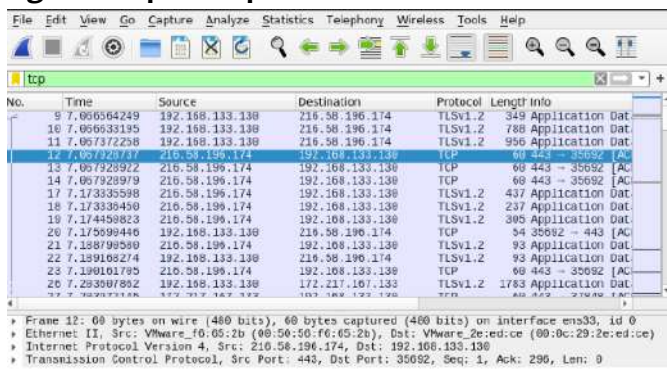 File Edit View Go Capture Analyze Statistics Telephony Wireless Tools Help
tcp
No. Time Source Destination Protocol Length Info
9 7.066564249 192.168.133.130 216.58.196.174 TLSv1.2 349 Application Dat
10 7.066633195 192.168.133.130 216.58.196.174 TLSv1.2 788 Application Dat
11 7.067372258 192.168.133.130 216.58.196.174 TLSv1.2 956 Application Dat
12 7.067928737 216.58.196.174 192.168.133.130 TCP 60 443 → 35692 [AC
13 7.067928922 216.58.196.174 192.168.133.130 TCP 60 443 → 35692 [AC
14 7.067928979 216.58.196.174 192.168.133.130 TCP 60 443 → 35692 [AC
17 7.173335598 216.58.196.174 192.168.133.130 TLSv1.2 437 Application Dat
18 7.173336450 216.58.196.174 192.168.133.130 TLSv1.2 237 Application Dat
19 7.174450823 216.58.196.174 192.168.133.130 TLSv1.2 305 Application Dat
20 7.175690446 192.168.133.130 216.58.196.174 TCP 54 35692 → 443 [AC
21 7.188790580 216.58.196.174 192.168.133.130 TLSv1.2 93 Application Dat
22 7.189168274 192.168.133.130 216.58.196.174 TLSv1.2 93 Application Dat
23 7.190161705 216.58.196.174 192.168.133.130 TCP 60 443 → 35692 [AC
26 7.203507862 192.168.133.130 172.217.167.133 TLSv1.2 1783 Application Dat
Frame 12: 60 bytes on wire (480 bits), 60 bytes captured (480 bits) on interface ens33, id 0
Ethernet II, Src: VMware_f6:65:2b (00:50:56:f6:65:2b), Dst: VMware_2e:ed:ce (00:0c:29:2e:ed:ce)
Internet Protocol Version 4, Src: 216.58.196.174, Dst: 192.168.133.130
Transmission Control Protocol, Src Port: 443, Dst Port: 35692, Seq: 1, Ack: 296, Len: 0